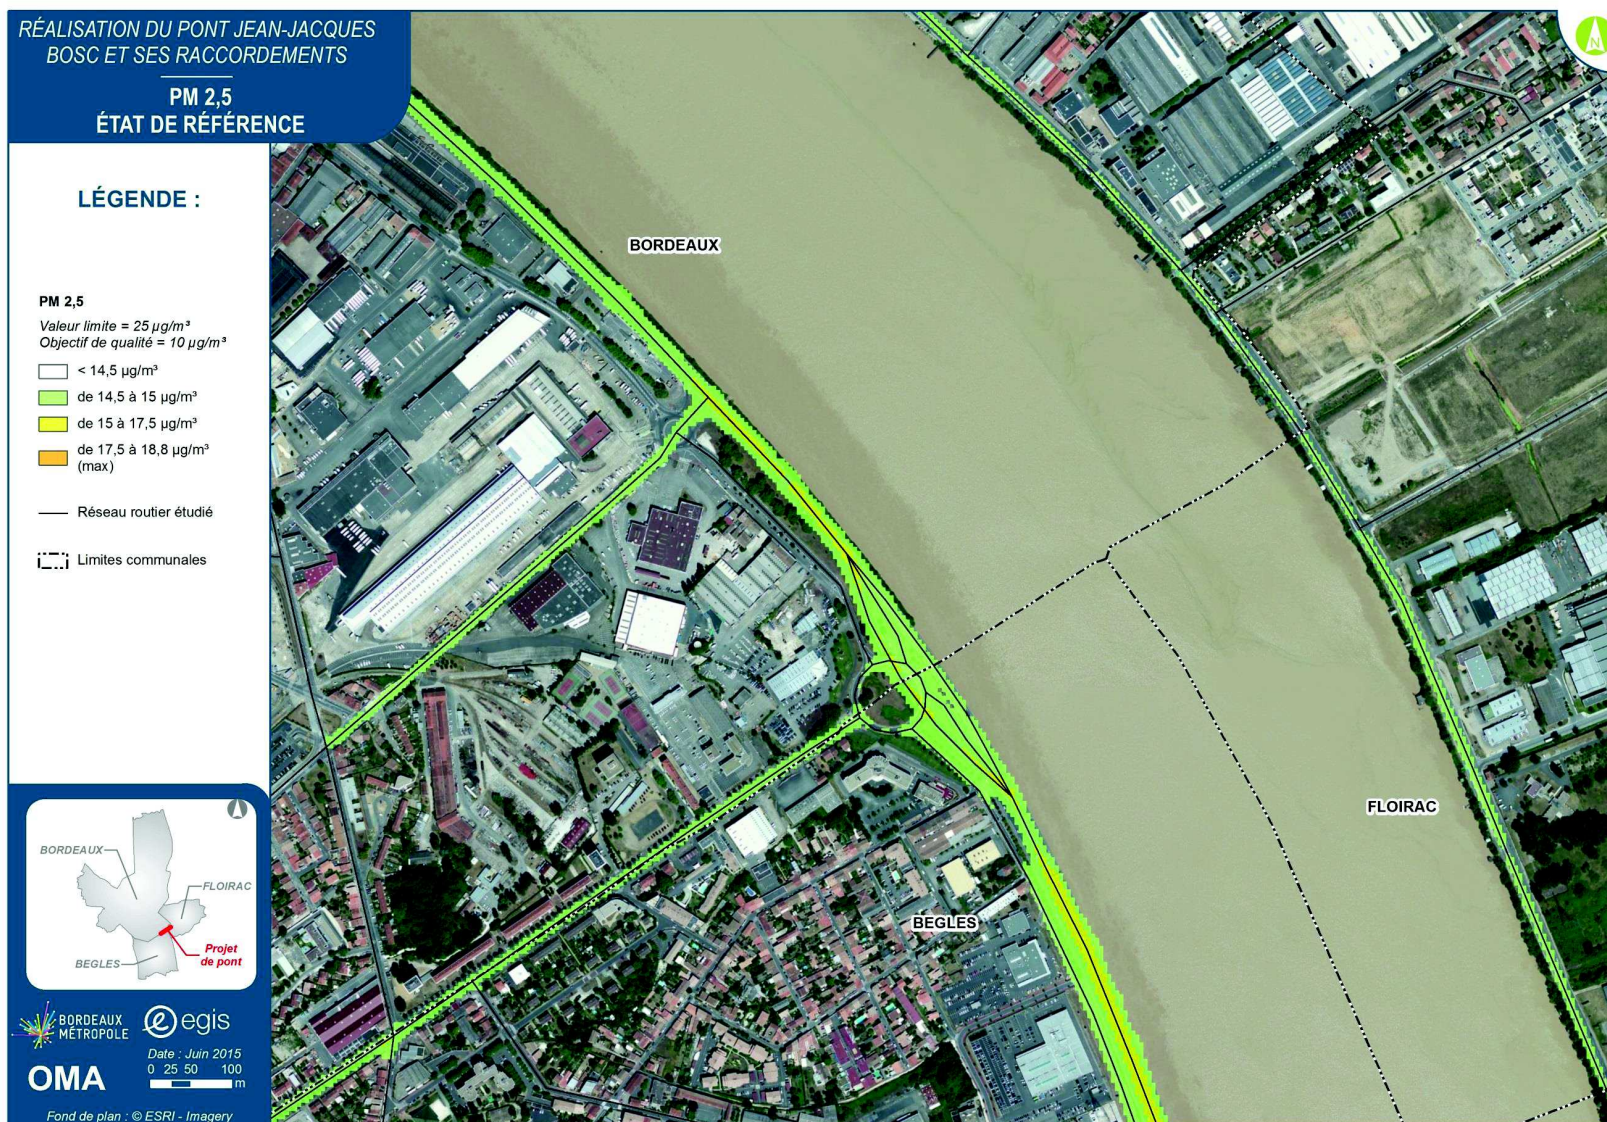 RÉALISATION DU PONT JEAN-JACQUES
BOSC ET SES RACCORDEMENTS
PM 2,5
ÉTAT DE RÉFÉRENCE
N
LÉGENDE :
PM 2,5
Valeur limite = 25 µg/m³
Objectif de qualité = 10 µg/m³
< 14,5 µg/m³
de 14,5 à 15 µg/m³
de 15 à 17,5 µg/m³
de 17,5 à 18,8 µg/m³
(max)
Réseau routier étudié
Limites communales
BORDEAUX
FLOIRAC
BEGLES
BORDEAUX
FLOIRAC
BEGLES
Projet
de pont
BORDEAUX
MÉTROPOLE
egis
OMA
Date : Juin 2015
0 25 50 100
m
Fond de plan : © ESRI - Imagery